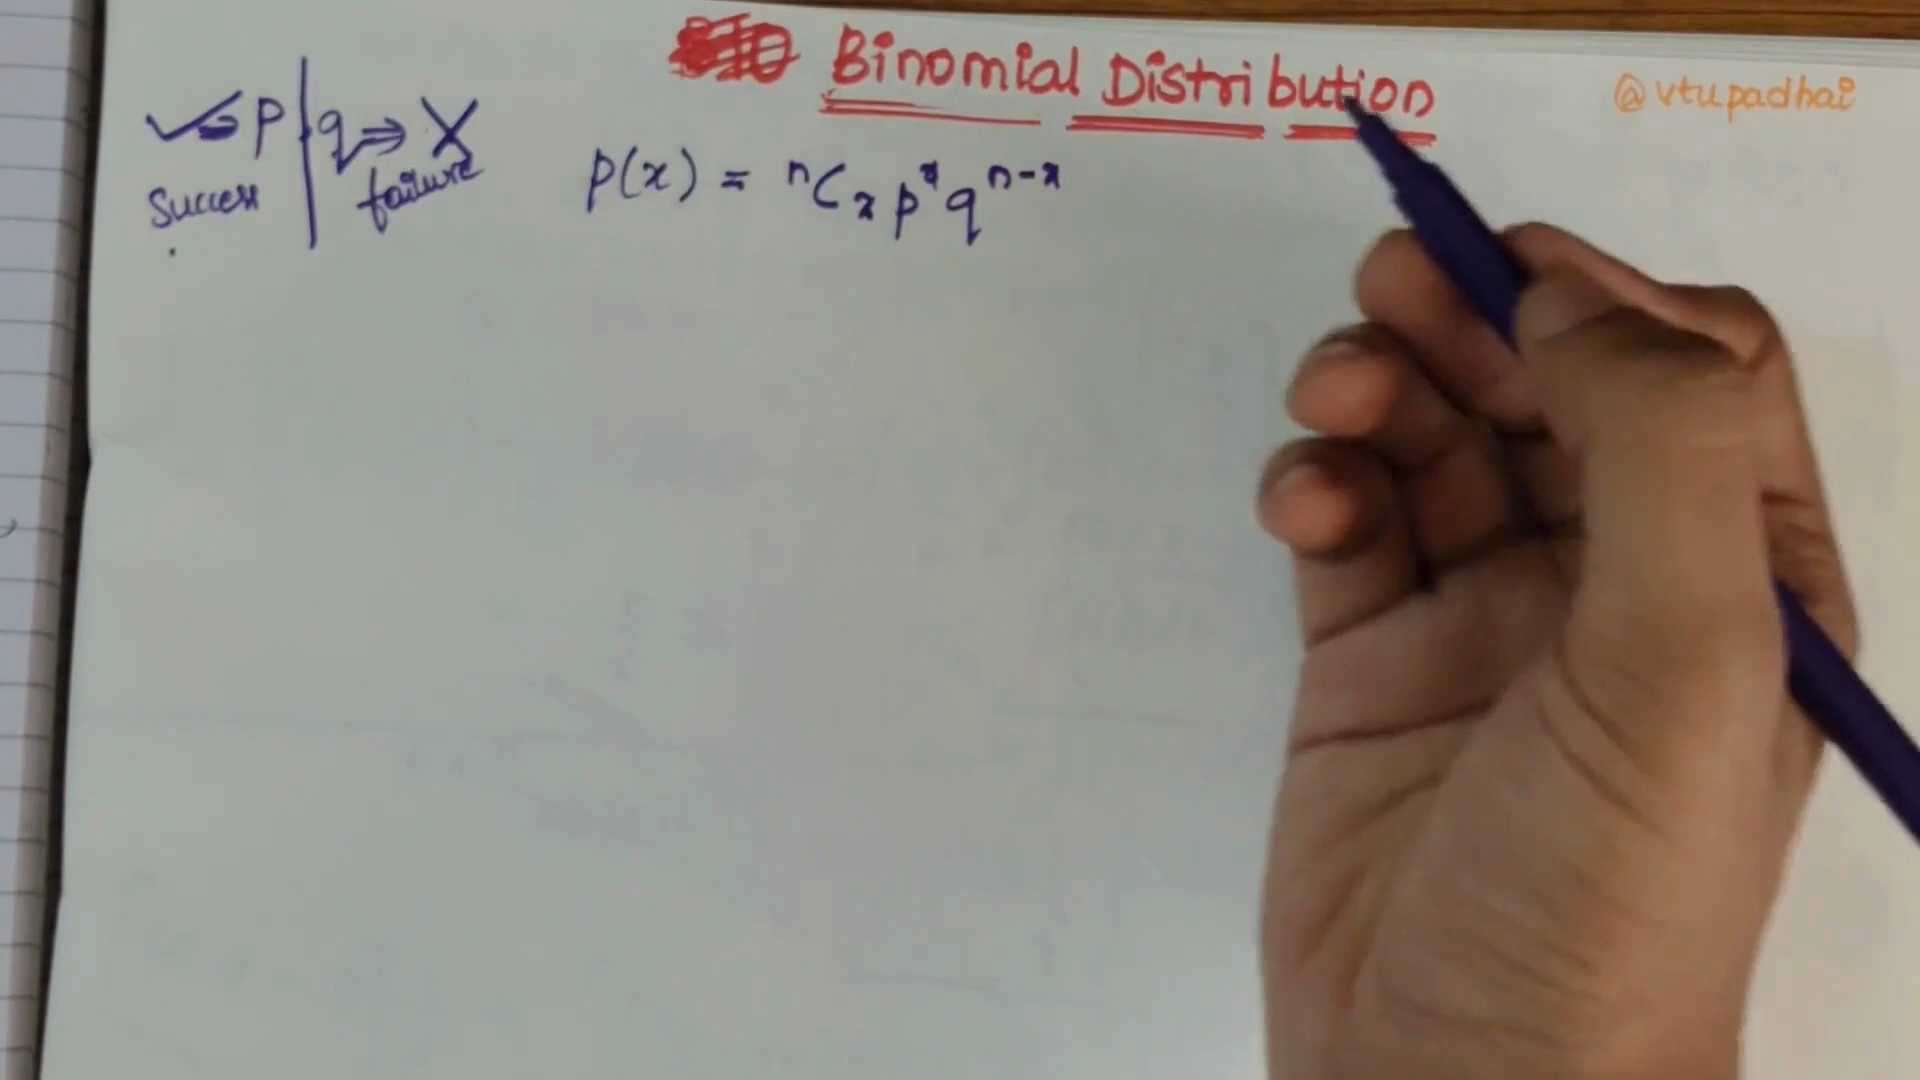 Binomial Distribution
@vtupadhai
p | q ⇒ X
Success failure
p(x) = ⁿCₓ pˣ qⁿ⁻ˣ